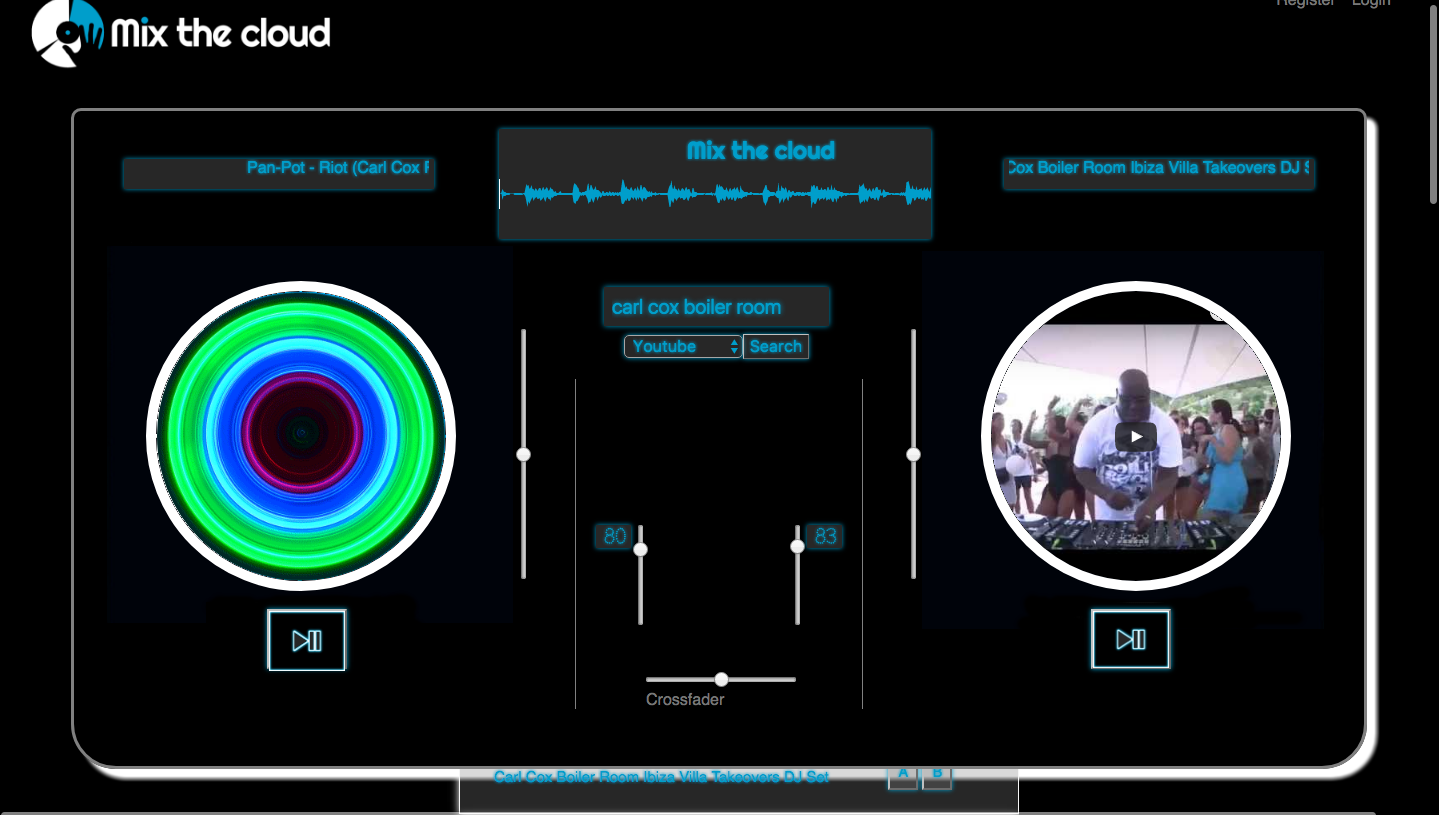 Register Login
Mix the cloud
Mix the cloud
Pan-Pot - Riot (Carl Cox
Cox Boiler Room Ibiza Villa Takeovers DJ
carl cox boiler room
Youtube Search
80 83
Crossfader
Carl Cox Boiler Room Ibiza Villa Takeovers DJ Set A B